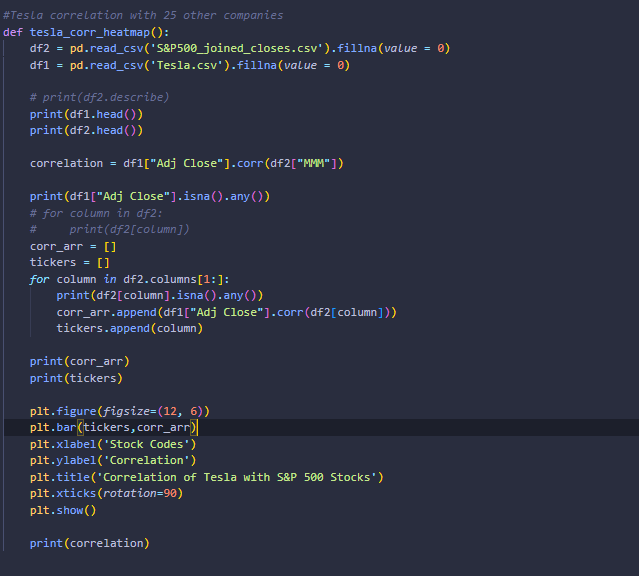 #Tesla correlation with 25 other companies
def tesla_corr_heatmap():
    df2 = pd.read_csv('S&P500_joined_closes.csv').fillna(value = 0)
    df1 = pd.read_csv('Tesla.csv').fillna(value = 0)

    # print(df2.describe)
    print(df1.head())
    print(df2.head())

    correlation = df1["Adj Close"].corr(df2["MMM"])

    print(df1["Adj Close"].isna().any())
    # for column in df2:
    #     print(df2[column])
    corr_arr = []
    tickers = []
    for column in df2.columns[1:]:
        print(df2[column].isna().any())
        corr_arr.append(df1["Adj Close"].corr(df2[column]))
        tickers.append(column)

    print(corr_arr)
    print(tickers)

    plt.figure(figsize=(12, 6))
    plt.bar(tickers,corr_arr)
    plt.xlabel('Stock Codes')
    plt.ylabel('Correlation')
    plt.title('Correlation of Tesla with S&P 500 Stocks')
    plt.xticks(rotation=90)
    plt.show()

    print(correlation)